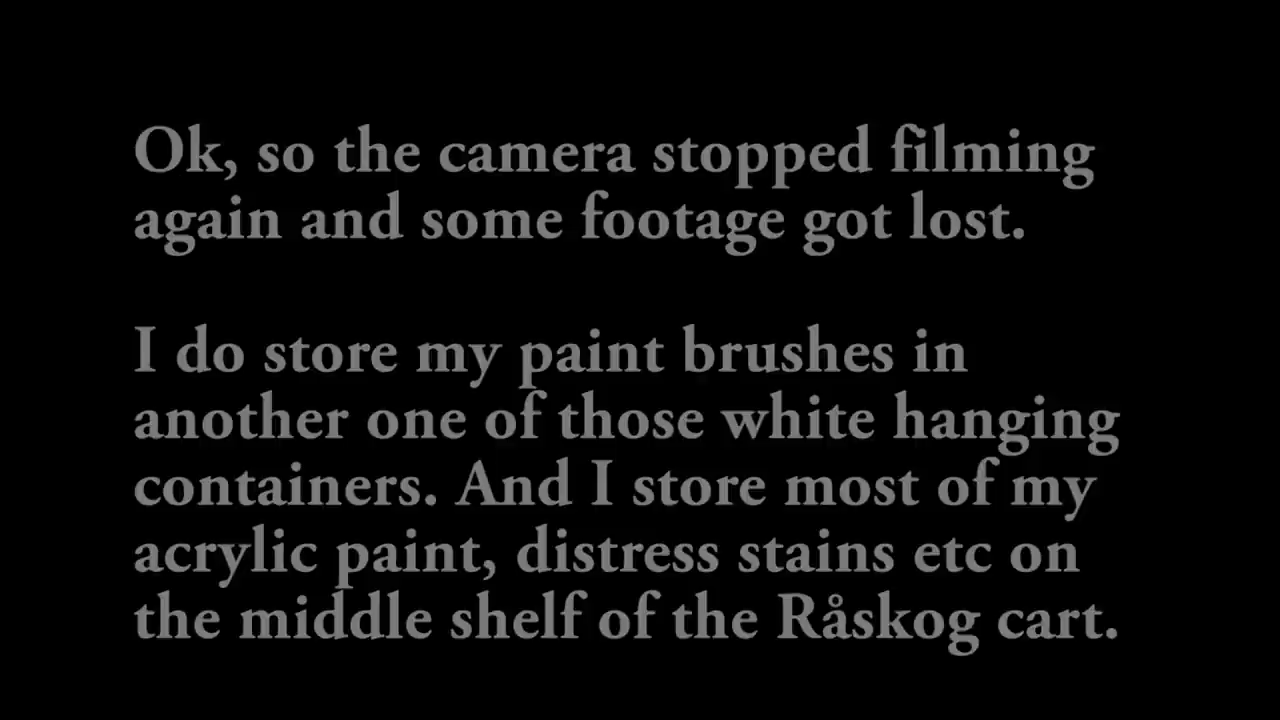 Ok, so the camera stopped filming
again and some footage got lost.
I do store my paint brushes in
another one of those white hanging
containers. And I store most of my
acrylic paint, distress stains etc on
the middle shelf of the Råskog cart.